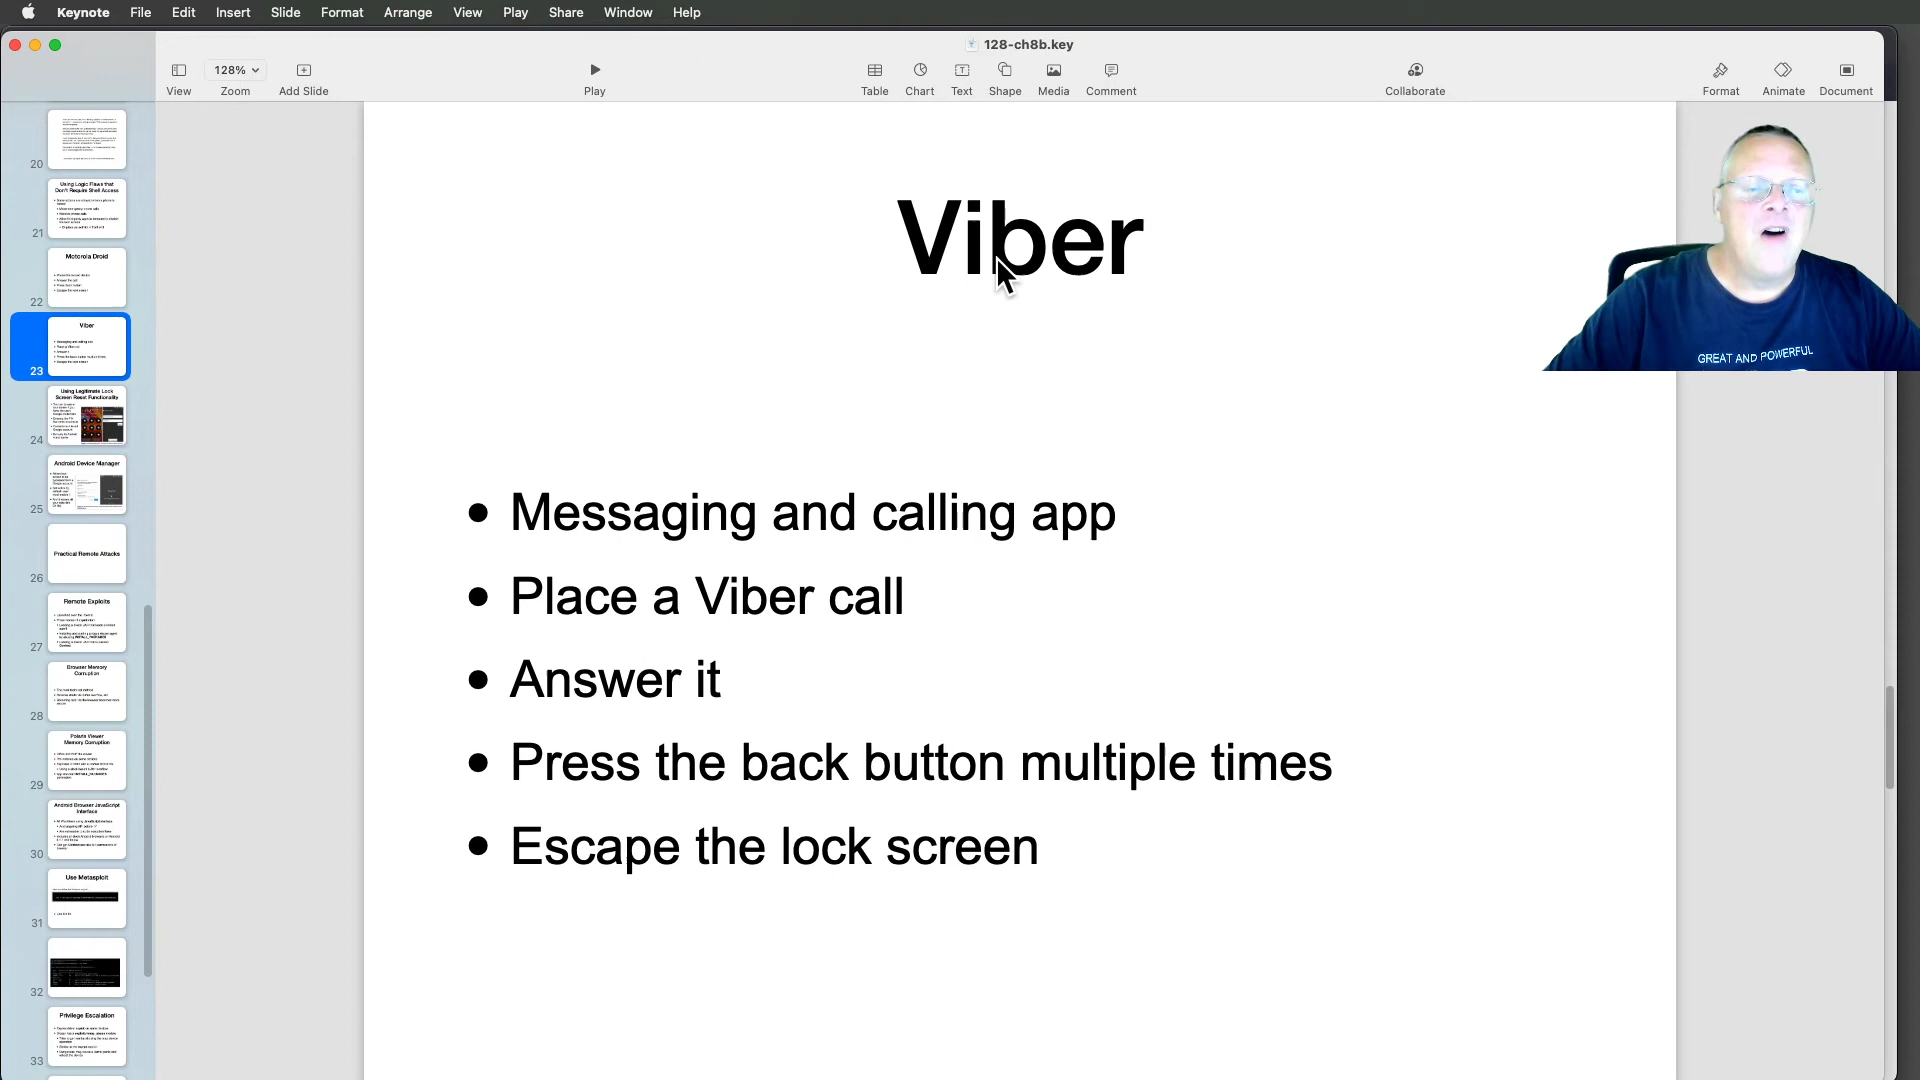 Keynote File Edit Insert Slide Format Arrange View Play Share Window Help
128-ch8b.key
128%
View Zoom Add Slide Play Table Chart Text Shape Media Comment Collaborate Format Animate Document
20
Using Logic Flaws that
Don't Require Shell Access
21
Motorola Droid
22
Viber
23
Using Legitimate Lock
Screen Reset Functionality
24
Android Device Manager
25
Practical Remote Attacks
26
Remote Exploits
27
Browser Memory
Corruption
28
Polaris Viewer
Memory Corruption
29
Android Browser JavaScript
Interface
30
Use Metasploit
31
32
Privilege Escalation
33
Viber
• Messaging and calling app
• Place a Viber call
• Answer it
• Press the back button multiple times
• Escape the lock screen
GREAT AND POWERFUL